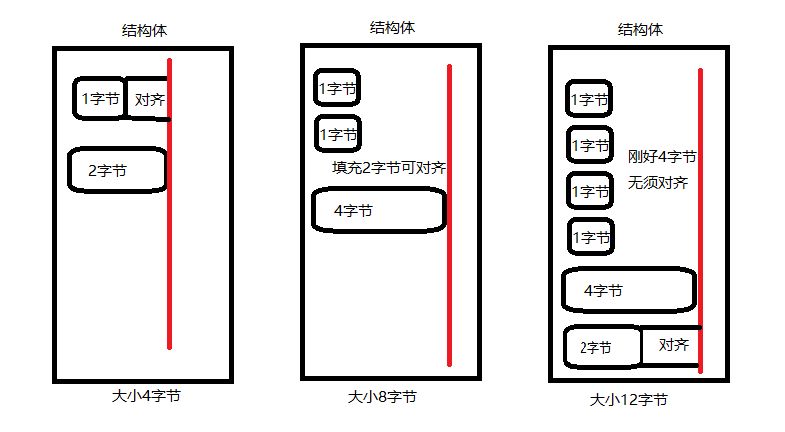 结构体
1字节
对齐
2字节
大小4字节
结构体
1字节
1字节
填充2字节可对齐
4字节
大小8字节
结构体
1字节
1字节
1字节
1字节
刚好4字节
无须对齐
4字节
2字节
对齐
大小12字节